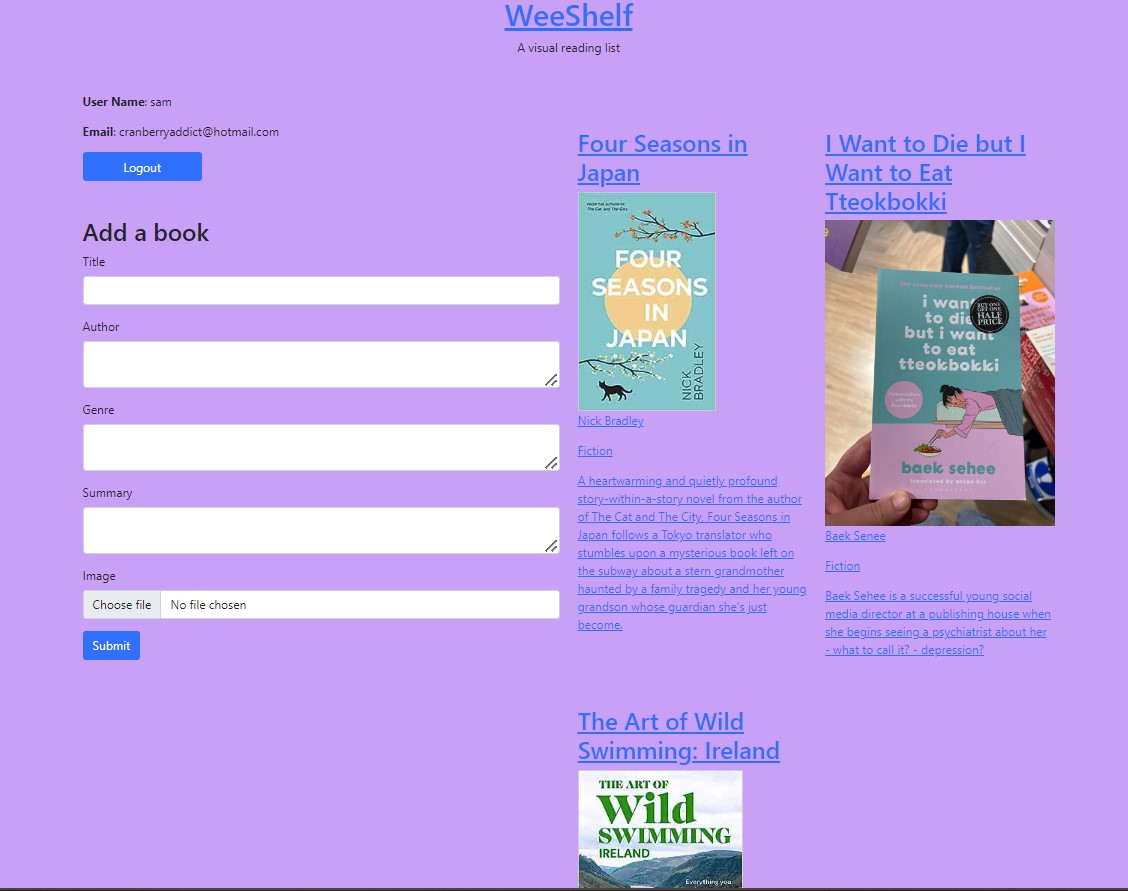 WeeShelf
A visual reading list
User Name: sam
Email: cranberryaddict@hotmail.com
Logout
Add a book
Title
Author
Genre
Summary
Image
Choose file No file chosen
Submit
Four Seasons in
Japan
FROM THE AUTHOR OF
The Cat and The City
FOUR
SEASONS
IN
JAPAN
NICK
BRADLEY
Nick Bradley
Fiction
A heartwarming and quietly profound
story-within-a-story novel from the author
of The Cat and The City, Four Seasons in
Japan follows a Tokyo translator who
stumbles upon a mysterious book left on
the subway about a stern grandmother
haunted by a family tragedy and her young
grandson whose guardian she's just
become.
I Want to Die but I
Want to Eat
Tteokbokki
i want
to die
but i want
to eat
tteokbokki
BUY ONE
GET ONE
HALF
PRICE
baek sehee
translated by anton hur
Baek Senee
Fiction
Baek Sehee is a successful young social
media director at a publishing house when
she begins seeing a psychiatrist about her
- what to call it? - depression?
The Art of Wild
Swimming: Ireland
THE ART OF
Wild
SWIMMING
IRELAND
Everything you